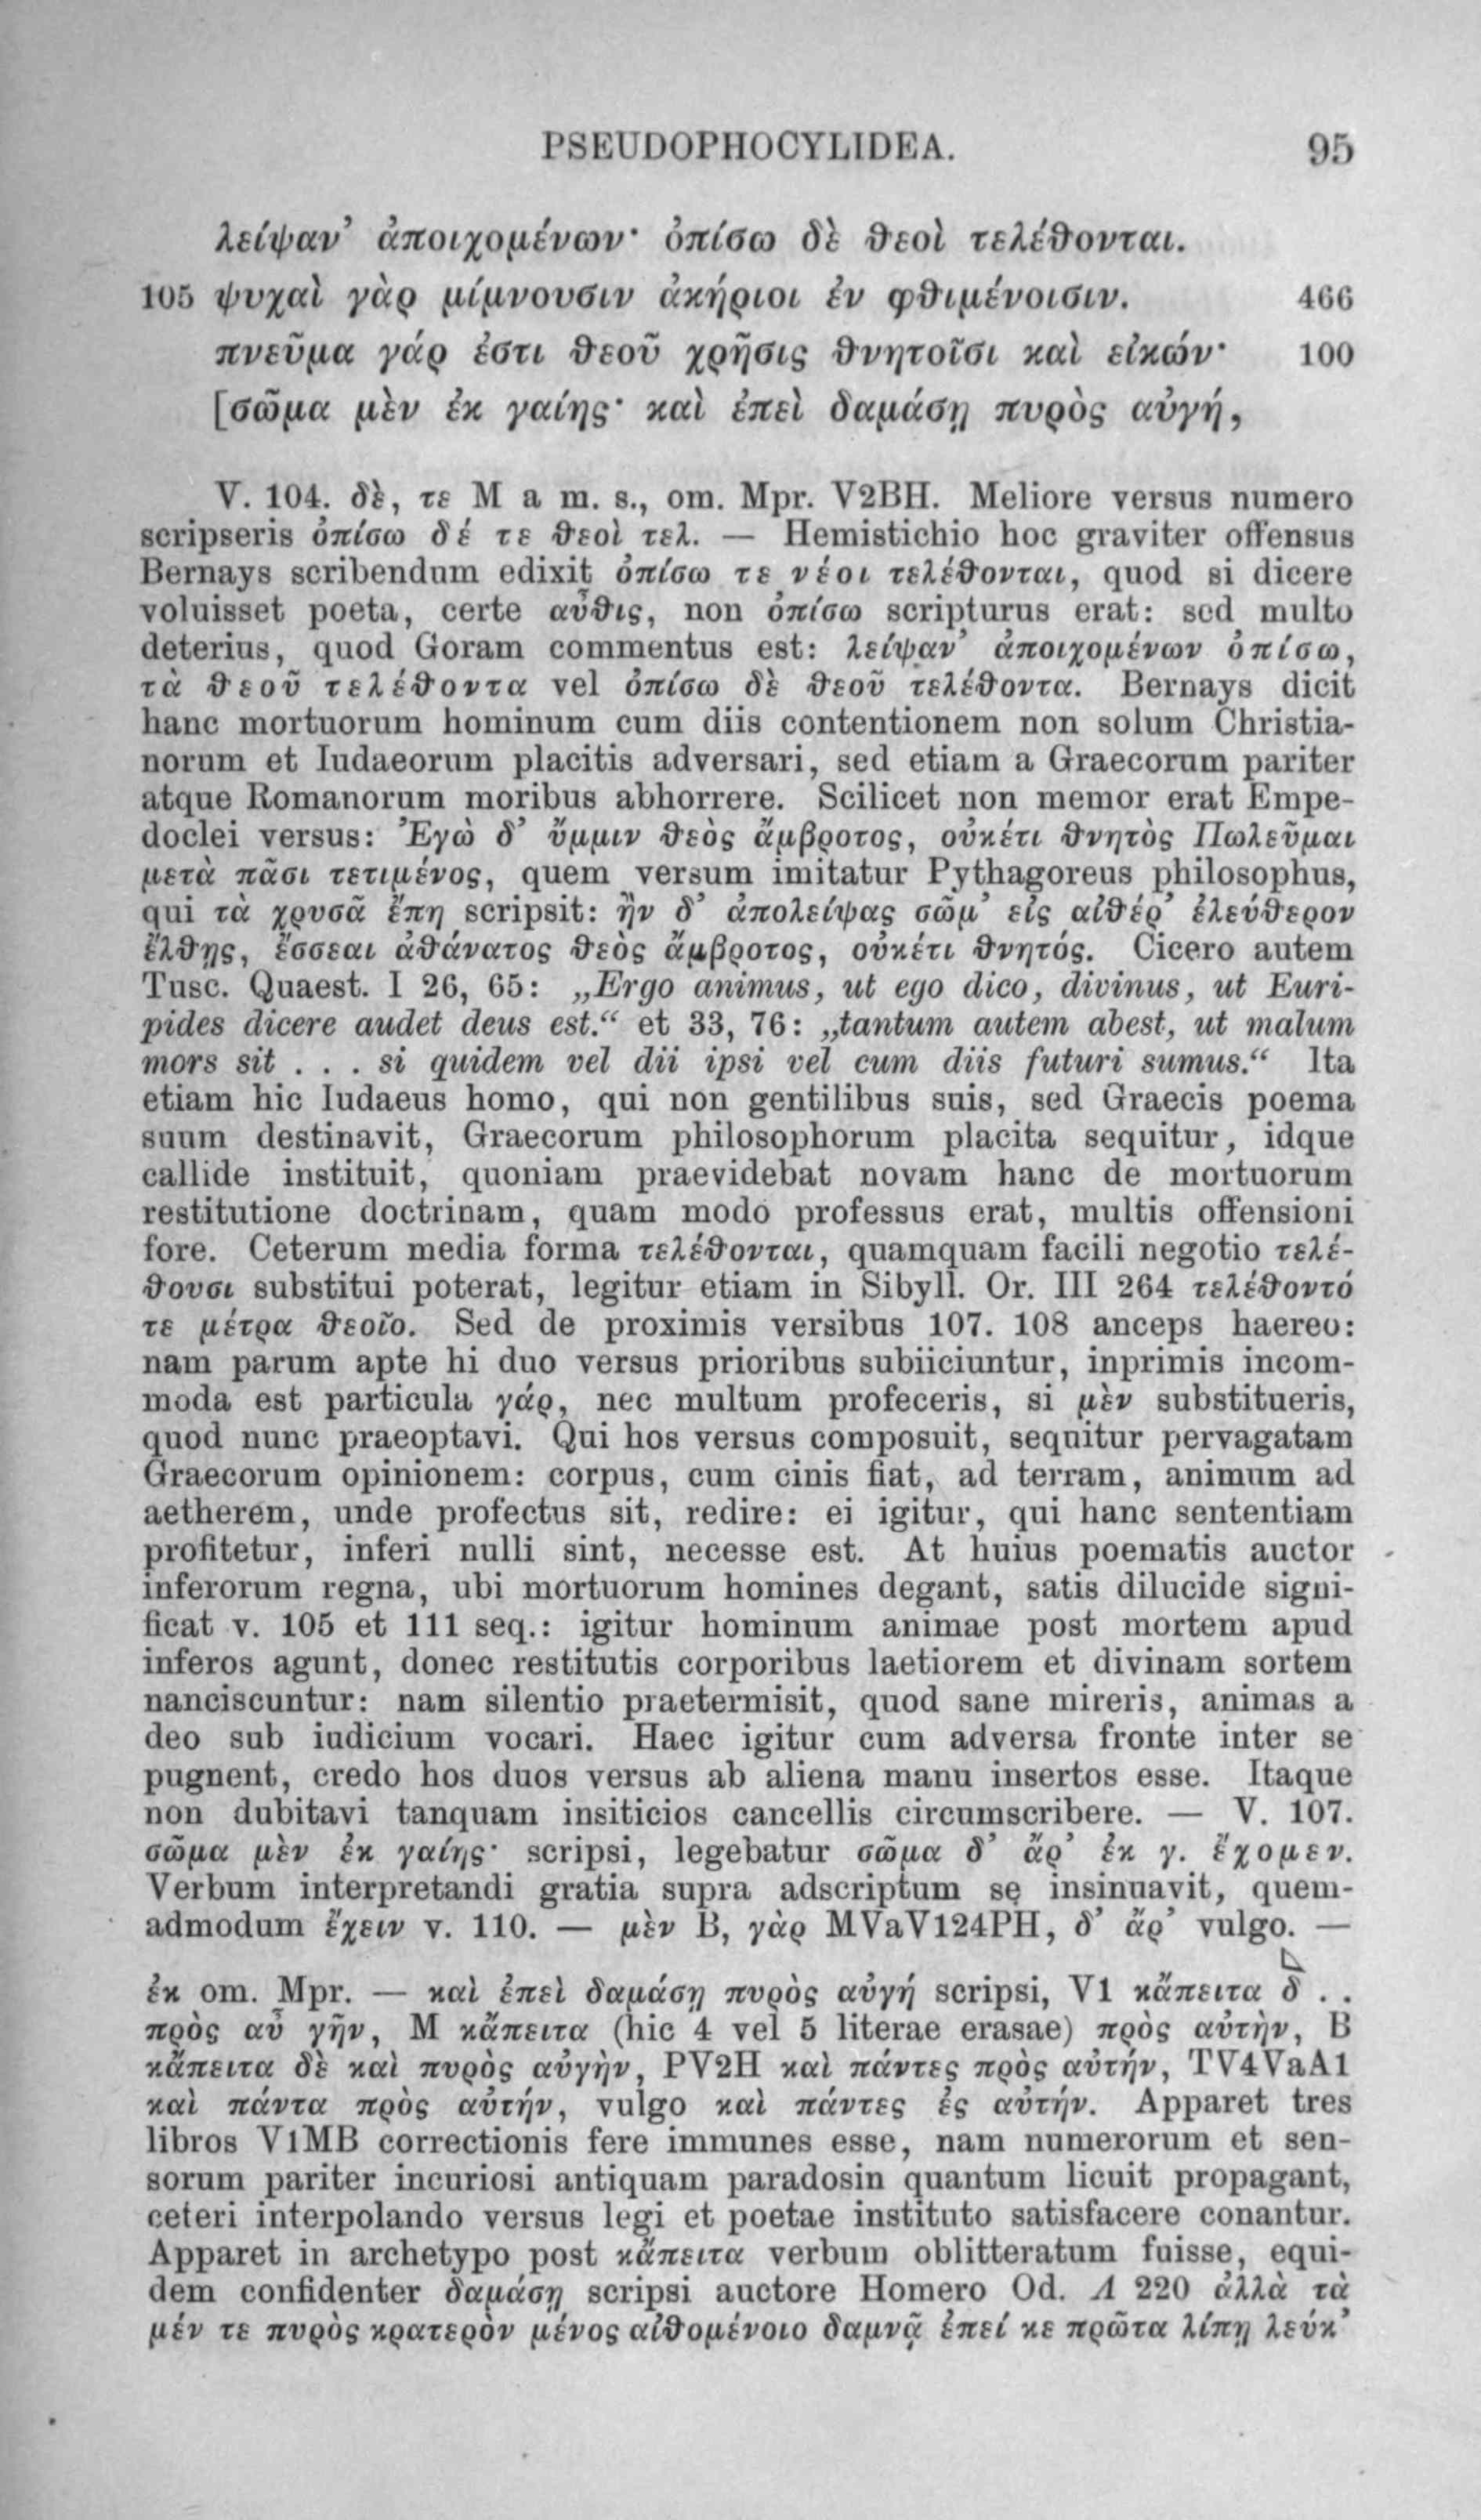 PSEUDOPHOCYLIDEA. 95
λείψαν’ ἀποιχομένων· ὀπίσω δὲ θεοὶ τελέθονται.
105 ψυχαὶ γὰρ μίμνουσιν ἀκήριοι ἐν φθιμένοισιν. 466
πνεῦμα γάρ ἐστι θεοῦ χρῆσις θνητοῖσι καὶ εἰκών· 100
[σῶμα μὲν ἐκ γαίης· καὶ ἐπεὶ δαμάσῃ πυρὸς αὐγή,
V. 104. δὲ, τε M a m. s., om. Mpr. V2BH. Meliore versus numero
scripseris ὀπίσω δέ τε θεοὶ τελ. — Hemistichio hoc graviter offensus
Bernays scribendum edixit ὀπίσω τε νέοι τελέθονται, quod si dicere
voluisset poeta, certe αὖθις, non ὀπίσω scripturus erat: sed multo
deterius, quod Goram commentus est: λείψαν’ ἀποιχομένων ὀπίσω,
τὰ θεοῦ τελέθοντα vel ὀπίσω δὲ θεοῦ τελέθοντα. Bernays dicit
hanc mortuorum hominum cum diis contentionem non solum Christia-
norum et Iudaeorum placitis adversari, sed etiam a Graecorum pariter
atque Romanorum moribus abhorrere. Scilicet non memor erat Empe-
doclei versus: Ἐγὼ δ’ ὔμμιν θεὸς ἄμβροτος, οὐκέτι θνητὸς Πωλεῦμαι
μετὰ πᾶσι τετιμένος, quem versum imitatur Pythagoreus philosophus,
qui τὰ χρυσᾶ ἔπη scripsit: ἢν δ’ ἀπολείψας σῶμ’ εἰς αἰθέρ’ ἐλεύθερον
ἔλθῃς, ἔσσεαι ἀθάνατος θεὸς ἄμβροτος, οὐκέτι θνητός. Cicero autem
Tusc. Quaest. I 26, 65: „Ergo animus, ut ego dico, divinus, ut Euri-
pides dicere audet deus est.“ et 33, 76: „tantum autem abest, ut malum
mors sit . . . si quidem vel dii ipsi vel cum diis futuri sumus.“ Ita
etiam hic Iudaeus homo, qui non gentilibus suis, sed Graecis poema
suum destinavit, Graecorum philosophorum placita sequitur, idque
callide instituit, quoniam praevidebat novam hanc de mortuorum
restitutione doctrinam, quam modo professus erat, multis offensioni
fore. Ceterum media forma τελέθονται, quamquam facili negotio τελέ-
θουσι substitui poterat, legitur etiam in Sibyll. Or. III 264 τελέθοντό
τε μέτρα θεοῖο. Sed de proximis versibus 107. 108 anceps haereo:
nam parum apte hi duo versus prioribus subiiciuntur, inprimis incom-
moda est particula γάρ, nec multum profeceris, si μὲν substitueris,
quod nunc praeoptavi. Qui hos versus composuit, sequitur pervagatam
Graecorum opinionem: corpus, cum cinis fiat, ad terram, animum ad
aetherem, unde profectus sit, redire: ei igitur, qui hanc sententiam
profitetur, inferi nulli sint, necesse est. At huius poematis auctor
inferorum regna, ubi mortuorum homines degant, satis dilucide signi-
ficat v. 105 et 111 seq.: igitur hominum animae post mortem apud
inferos agunt, donec restitutis corporibus laetiorem et divinam sortem
nanciscuntur: nam silentio praetermisit, quod sane mireris, animas a
deo sub iudicium vocari. Haec igitur cum adversa fronte inter se
pugnent, credo hos duos versus ab aliena manu insertos esse. Itaque
non dubitavi tanquam insiticios cancellis circumscribere. — V. 107.
σῶμα μὲν ἐκ γαίης· scripsi, legebatur σῶμα δ’ ἄρ’ ἐκ γ. ἔχομεν.
Verbum interpretandi gratia supra adscriptum se insinuavit, quem-
admodum ἔχειν v. 110. — μὲν B, γὰρ MVaV124PH, δ’ ἄρ’ vulgo. —
ἐκ om. Mpr. — καὶ ἐπεὶ δαμάσῃ πυρὸς αὐγή scripsi, V1 κἄπειτα δ . .
πρὸς αὖ γῆν, M κἄπειτα (hic 4 vel 5 literae erasae) πρὸς αὐτὴν, B
κἄπειτα δὲ καὶ πυρὸς αὐγὴν, PV2H καὶ πάντες πρὸς αὐτήν, TV4VaA1
καὶ πάντα πρὸς αὐτήν, vulgo καὶ πάντες ἐς αὐτήν. Apparet tres
libros V1MB correctionis fere immunes esse, nam numerorum et sen-
sorum pariter incuriosi antiquam paradosin quantum licuit propagant,
ceteri interpolando versus legi et poetae instituto satisfacere conantur.
Apparet in archetypo post κἄπειτα verbum oblitteratum fuisse, equi-
dem confidenter δαμάσῃ scripsi auctore Homero Od. Λ 220 ἀλλὰ τὰ
μέν τε πυρὸς κρατερὸν μένος αἰθομένοιο δαμνᾷ ἐπεί κε πρῶτα λίπῃ λεύκ’